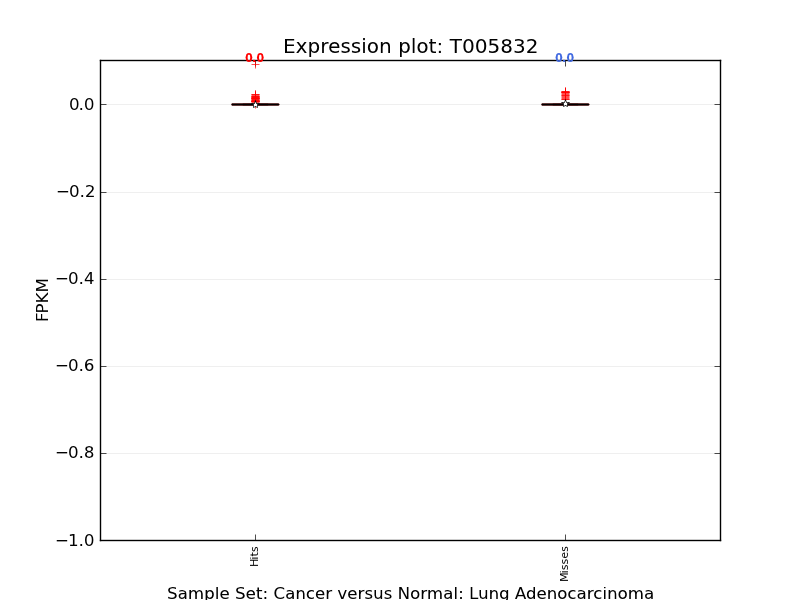 Expression plot: T005832
0.0 0.0
0.0
−0.2
−0.4
−0.6
−0.8
−1.0
FPKM
Hits Misses
Sample Set: Cancer versus Normal: Lung Adenocarcinoma